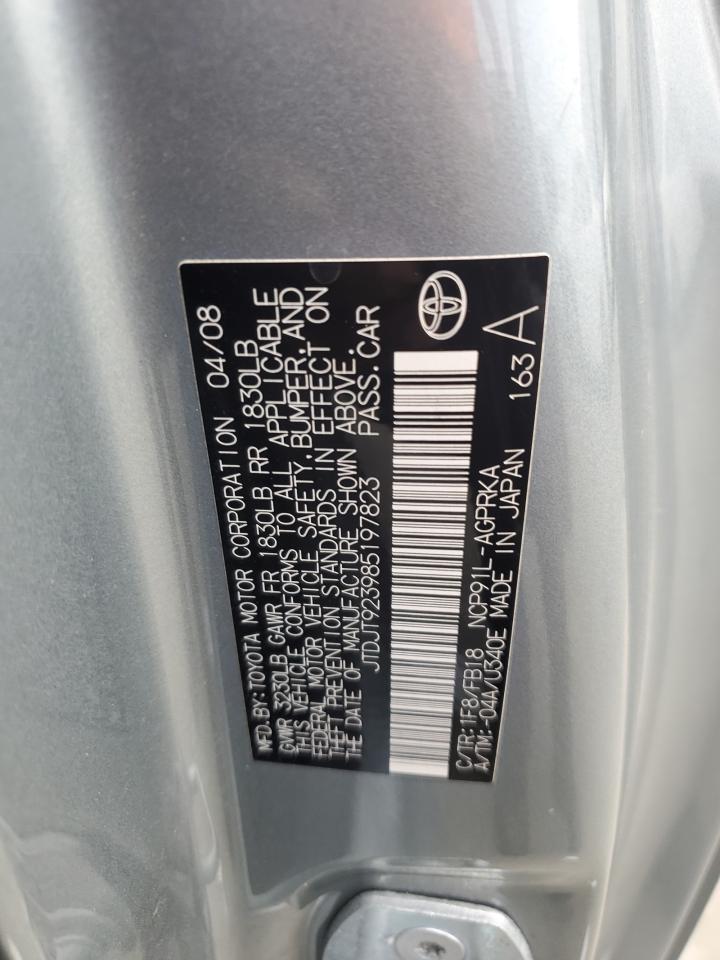 MFD. BY: TOYOTA MOTOR CORPORATION 04/08
GVWR 3230LB GAWR FR 1830LB RR 1830LB
THIS VEHICLE CONFORMS TO ALL APPLICABLE
FEDERAL MOTOR VEHICLE SAFETY, BUMPER, AND
THEFT PREVENTION STANDARDS IN EFFECT ON
THE DATE OF MANUFACTURE SHOWN ABOVE.
JTDJT923985197823 PASS. CAR
C/TR: 1F8/FB18 NCP91L-AGPRKA 163
A/TM: -04A/U340E MADE IN JAPAN A